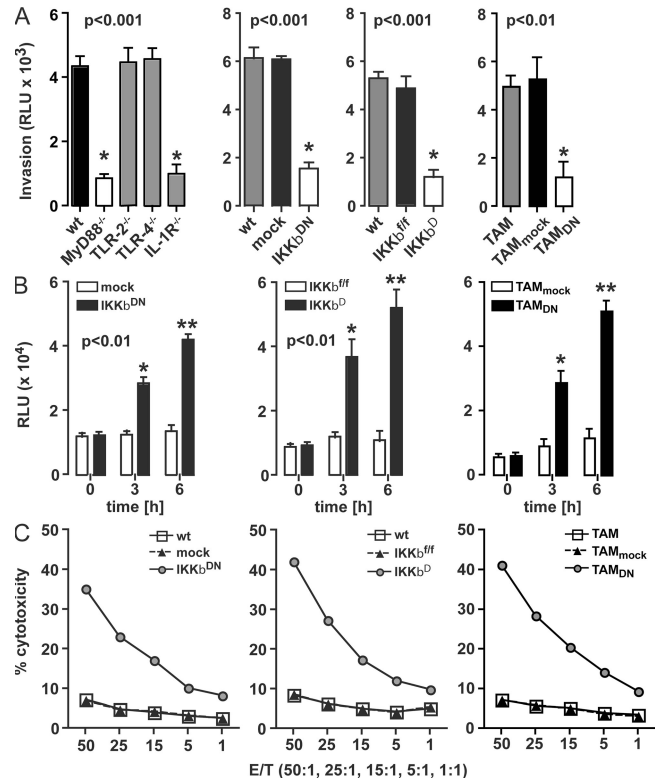 A
p<0.001
p<0.001
p<0.001
p<0.01
Invasion (RLU x 10³)
6
4
2
0
8
6
4
2
0
8
6
4
2
0
8
6
4
2
0
*
*
*
*
*
wt
MyD88-/-
TLR-2-/-
TLR-4-/-
IL-1R-/-
wt
mock
IKKbDN
wt
IKKbf/f
IKKbD
TAM
TAMmock
TAMDN
B
mock
IKKbDN
p<0.01
IKKbf/f
IKKbD
p<0.01
TAMmock
TAMDN
RLU (x 10⁴)
6
4
2
0
6
4
2
0
6
4
2
0
*
**
*
**
*
**
0 3 6
0 3 6
0 3 6
time [h]
time [h]
time [h]
C
wt
mock
IKKbDN
wt
IKKbf/f
IKKbD
TAM
TAMmock
TAMDN
% cytotoxicity
50
40
30
20
10
0
50
40
30
20
10
0
50
40
30
20
10
0
50 25 15 5 1
50 25 15 5 1
50 25 15 5 1
E/T (50:1, 25:1, 15:1, 5:1, 1:1)